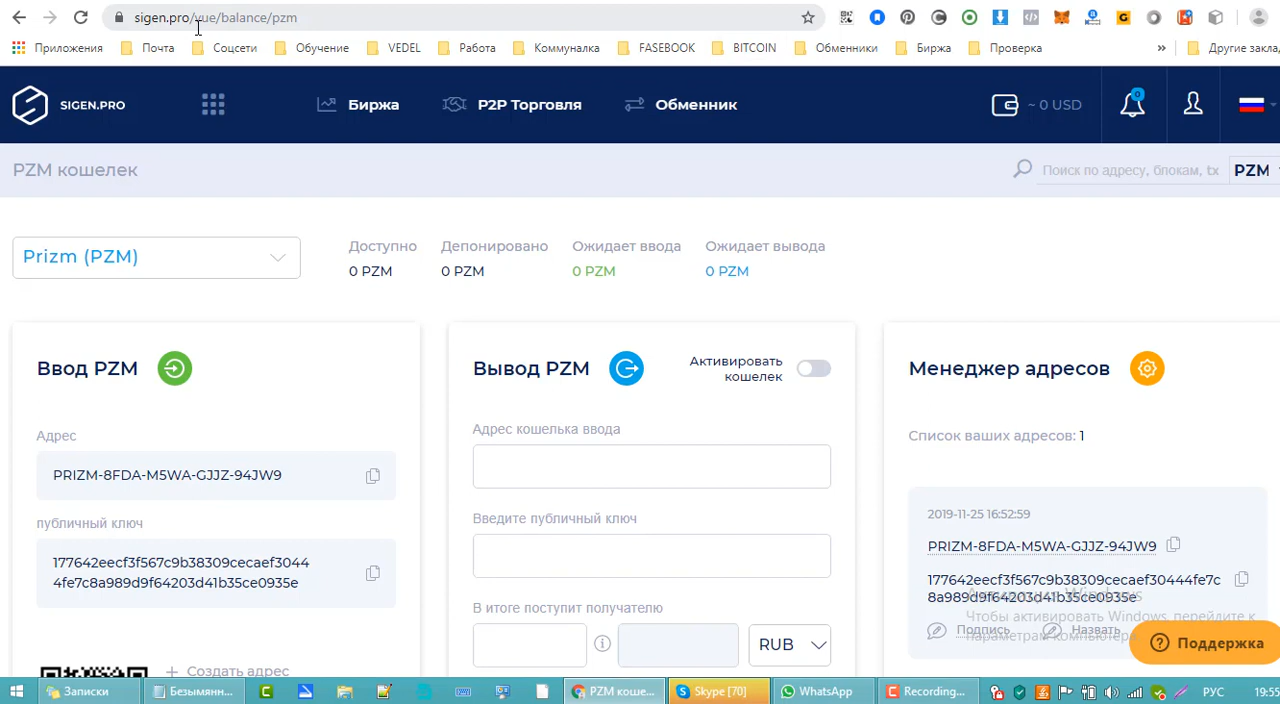 sigen.pro/vue/balance/pzm
Приложения Почта Соцсети Обучение VEDEL Работа Коммуналка FASEBOOK BITCOIN Обменники Биржа Проверка » Другие закла
SIGEN.PRO Биржа P2P Торговля Обменник ~ 0 USD 0
PZM кошелек Поиск по адресу, блокам, tx PZM
Prizm (PZM)
Доступно Депонировано Ожидает ввода Ожидает вывода
0 PZM 0 PZM 0 PZM 0 PZM
Ввод PZM
Адрес
PRIZM-8FDA-M5WA-GJJZ-94JW9
публичный ключ
177642eecf3f567c9b38309cecaef3044
4fe7c8a989d9f64203d41b35ce0935e
Создать адрес
Вывод PZM
Активировать
кошелек
Адрес кошелька ввода
Введите публичный ключ
В итоге поступит получателю
RUB
Менеджер адресов
Список ваших адресов: 1
2019-11-25 16:52:59
PRIZM-8FDA-M5WA-GJJZ-94JW9
177642eecf3f567c9b38309cecaef30444fe7c
8a989d9f64203d41b35ce0935e
Активация Windows
Чтобы активировать Windows, перейдите к
параметрам компьютера
Подпись Назвать
Поддержка
Записки Безымянн... PZM коше... Skype [70] WhatsApp Recording... РУС 19:55